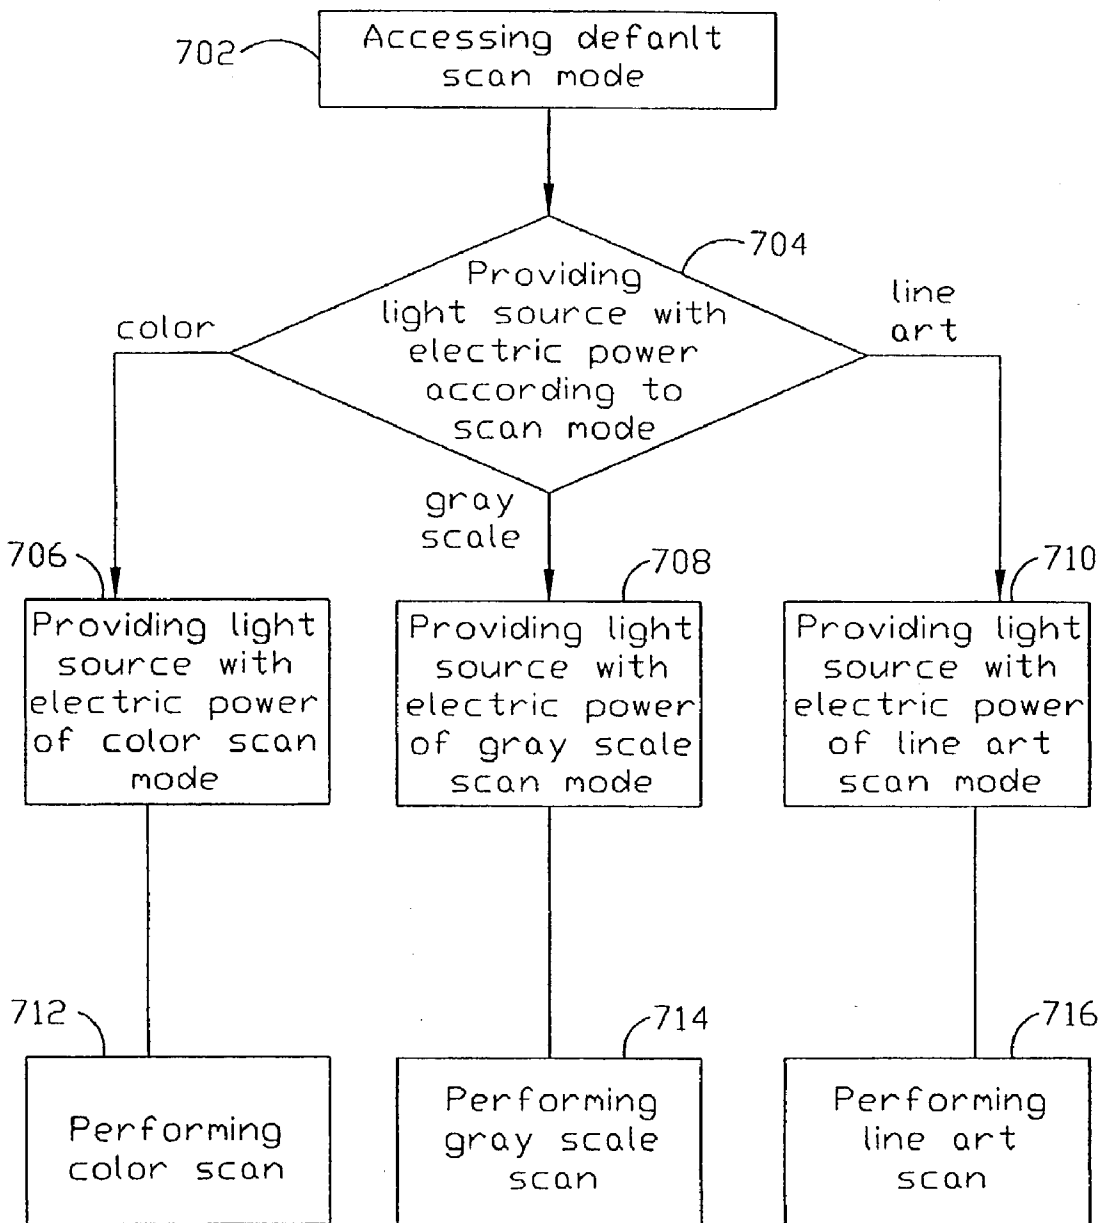 702
Accessing defanlt
scan mode
704
Providing
light source with
electric power
according to
scan mode
color
line
art
gray
scale
706
Providing light
source with
electric power
of color scan
mode
708
Providing light
source with
electric power
of gray scale
scan mode
710
Providing light
source with
electric power
of line art
scan mode
712
Performing
color scan
714
Performing
gray scale
scan
716
Performing
line art
scan